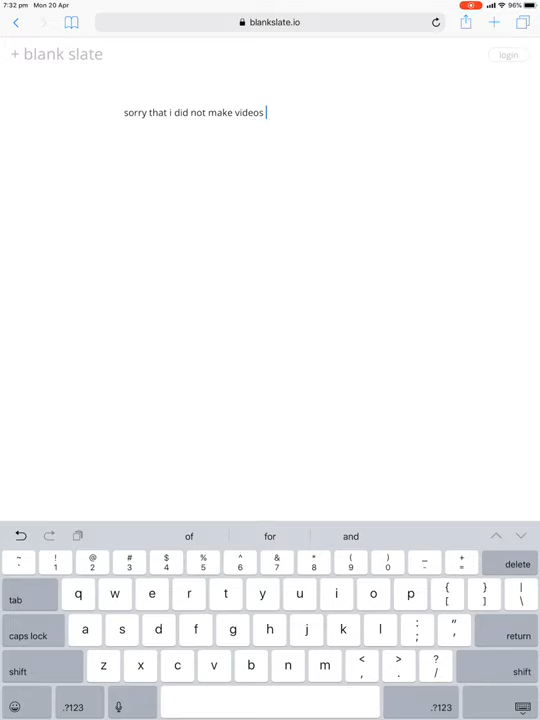 7:32 pm Mon 20 Apr
96%
blankslate.io
+ blank slate
login
sorry that i did not make videos
of for and
~ ! @ # $ % ^ & * ( ) _ +
` 1 2 3 4 5 6 7 8 9 0 - = delete
tab q w e r t y u i o p { [ } ] | \
caps lock a s d f g h j k l : ; " ' return
shift z x c v b n m < , > . ? / shift
.?123 .?123